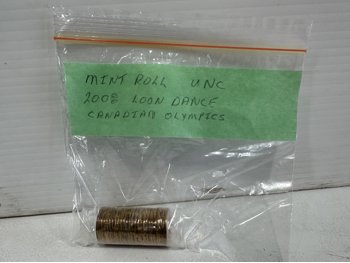 MINT ROLL UNC
2008 LOON DANCE
CANADIAN OLYMPICS